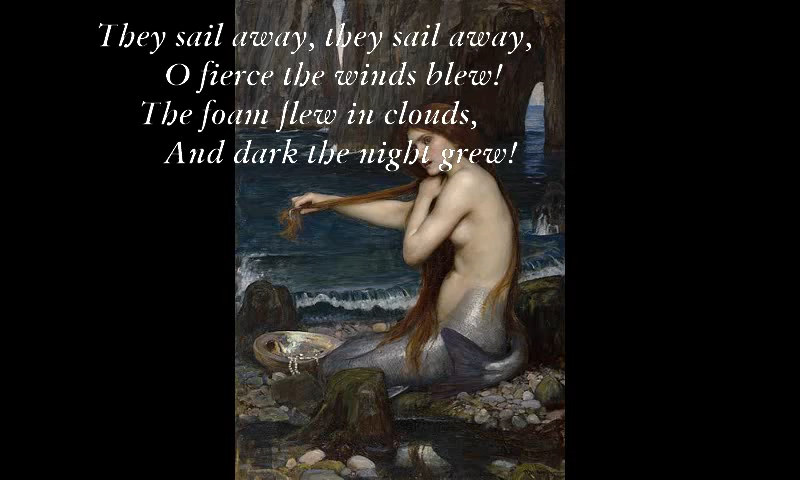 They sail away, they sail away,
O fierce the winds blew!
The foam flew in clouds,
And dark the night grew!